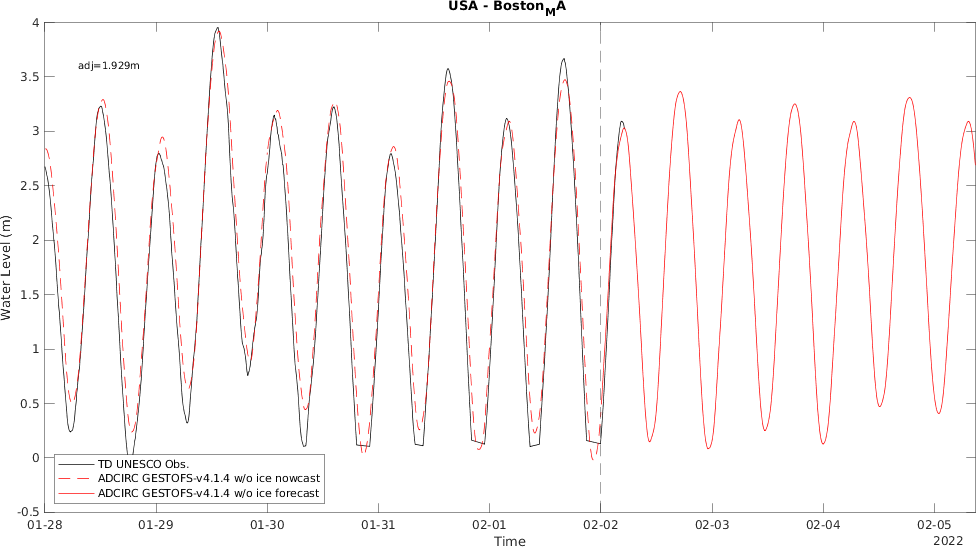 USA - Boston_MA
4
adj=1.929m
3.5
3
2.5
2
1.5
1
0.5
0
-0.5
Water Level (m)
TD UNESCO Obs.
ADCIRC GESTOFS-v4.1.4 w/o ice nowcast
ADCIRC GESTOFS-v4.1.4 w/o ice forecast
01-28 01-29 01-30 01-31 02-01 02-02 02-03 02-04 02-05
Time
2022